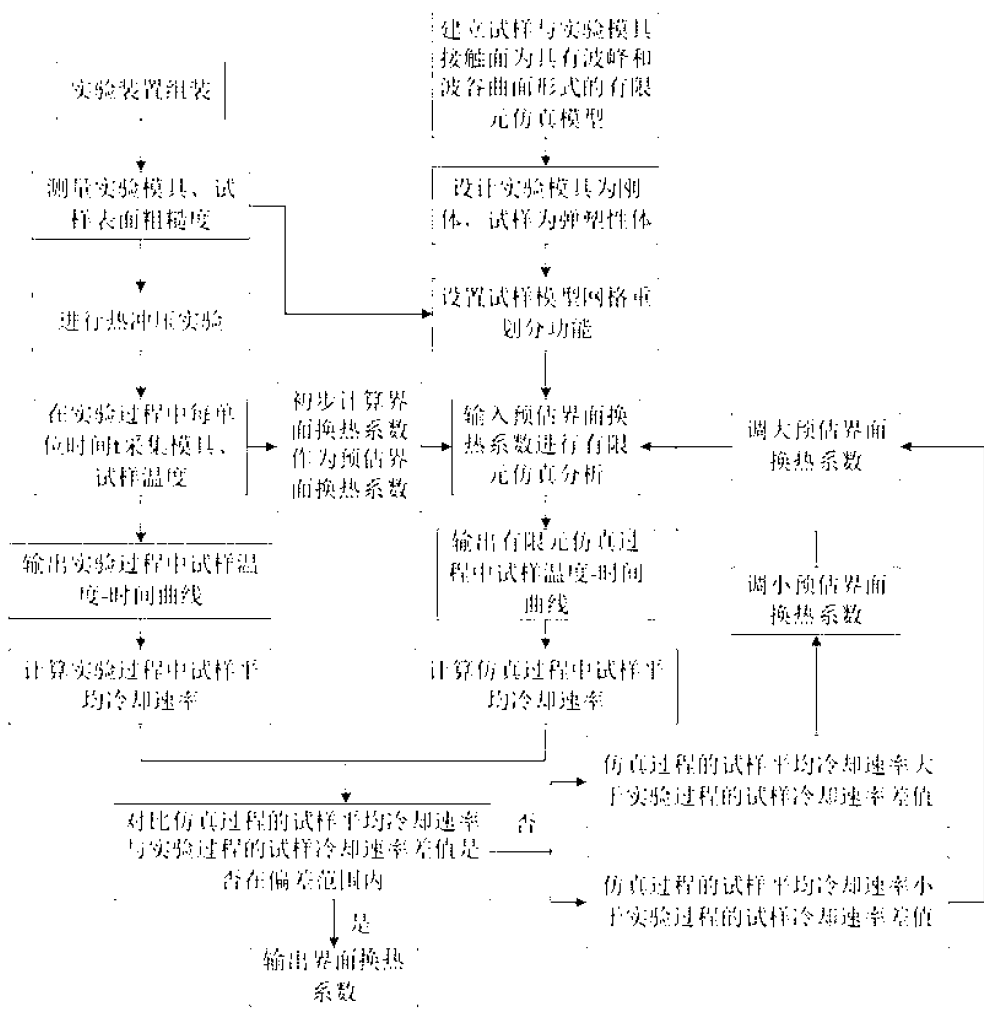 实验装置组装
测量实验模具、试
样表面粗糙度
进行热冲压实验
在实验过程中每单
位时间t采集模具、
试样温度
输出实验过程中试样温
度-时间曲线
计算实验过程中试样平
均冷却速率
初步计算界
面换热系数
作为预估界
面换热系数
建立试样与实验模具
接触面为具有波峰和
波谷曲面形式的有限
元仿真模型
设计实验模具为刚
体，试样为弹塑性体
设置试样模型网格重
划分功能
输入预估界面换
热系数进行有限
元仿真分析
输出有限元仿真过
程中试样温度-时间
曲线
计算仿真过程中试样平
均冷却速率
调大预估界面
换热系数
调小预估界面
换热系数
仿真过程的试样平均冷却速率大
于实验过程的试样冷却速率差值
对比仿真过程的试样平均冷却速率
与实验过程的试样冷却速率差值是
否在偏差范围内
否
仿真过程的试样平均冷却速率小
于实验过程的试样冷却速率差值
是
输出界面换热
系数